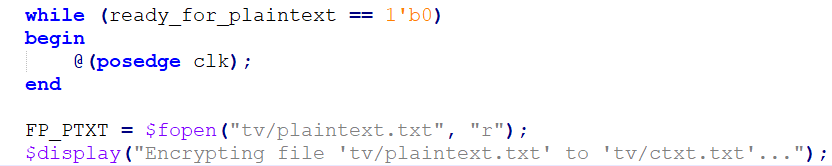 while (ready_for_plaintext == 1'b0)
begin
    @(posedge clk);
end

FP_PTXT = $fopen("tv/plaintext.txt", "r");
$display("Encrypting file 'tv/plaintext.txt' to 'tv/ctxt.txt'...");